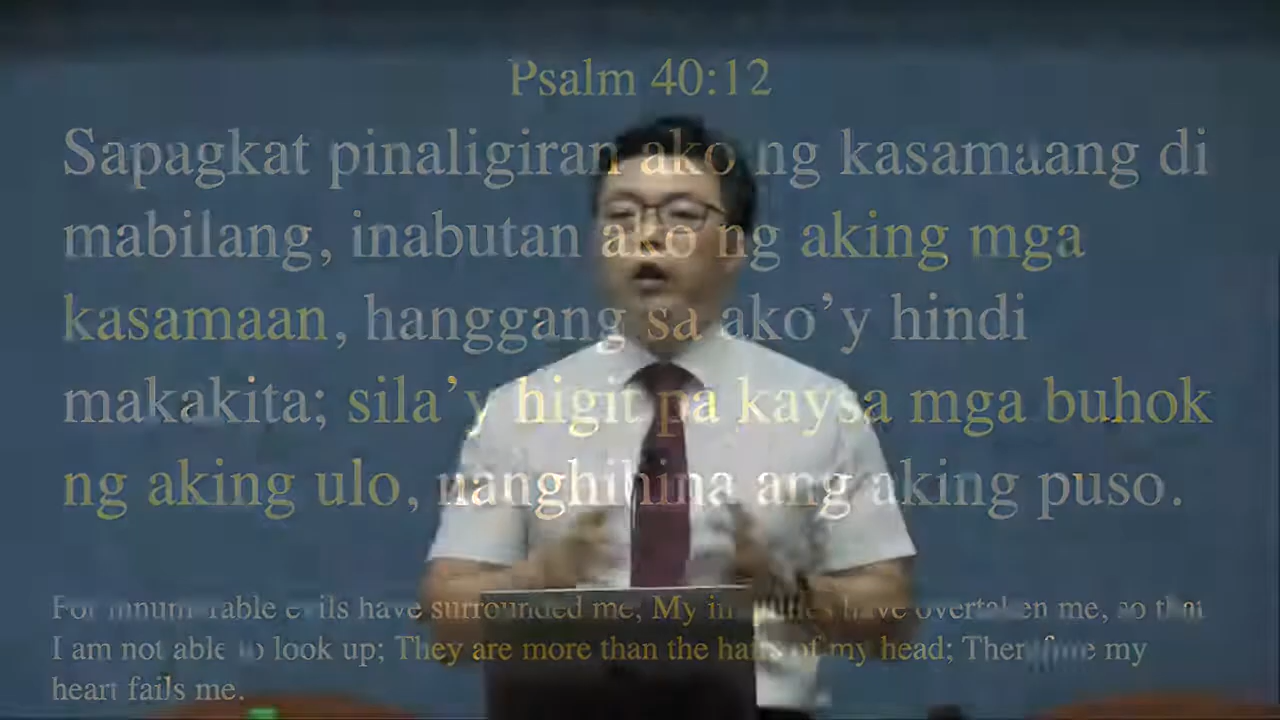 Psalm 40:12
Sapagkat pinaligiran ako ng kasamaang di
mabilang, inabutan ako ng aking mga
kasamaan, hanggang sa ako’y hindi
makakita; sila’y higit pa kaysa mga buhok
ng aking ulo, nanghihina ang aking puso.
For innumerable evils have surrounded me; My iniquities have overtaken me, so that
I am not able to look up; They are more than the hairs of my head; Therefore my
heart fails me.